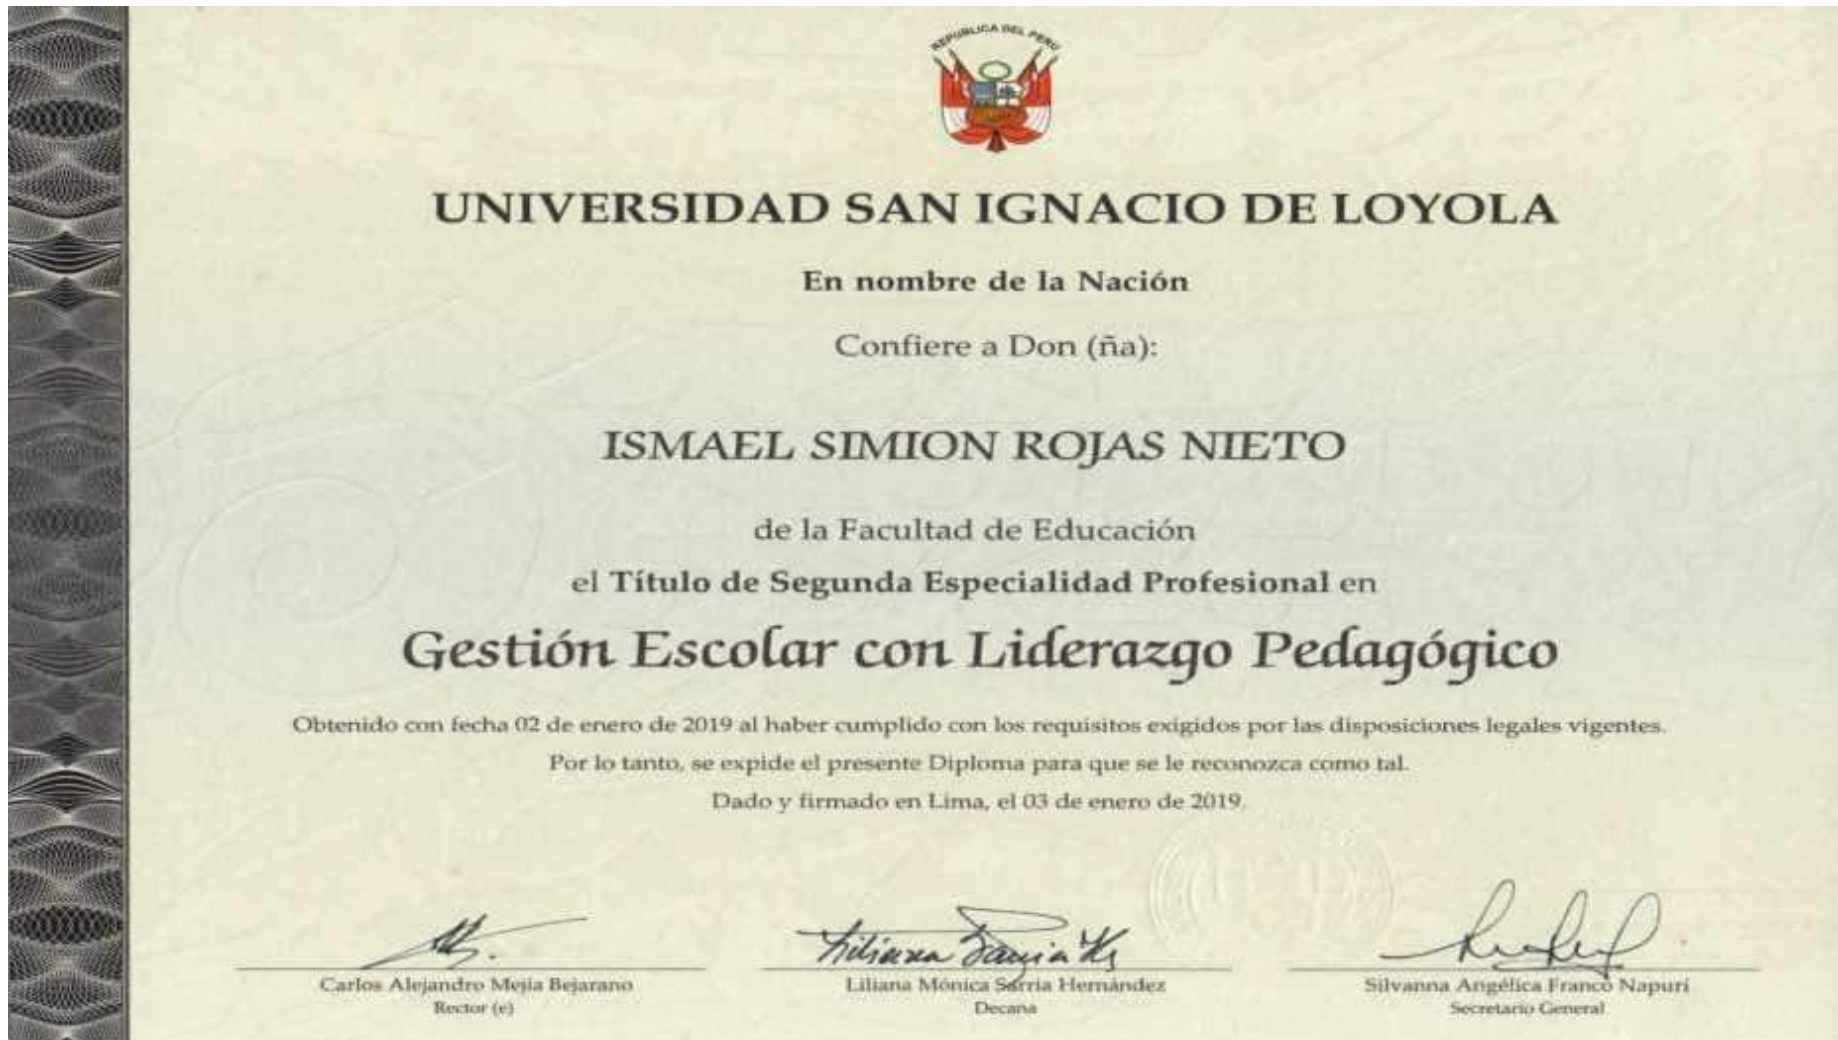 REPUBLICA DEL PERU
UNIVERSIDAD SAN IGNACIO DE LOYOLA
En nombre de la Nación
Confiere a Don (ña):
ISMAEL SIMION ROJAS NIETO
de la Facultad de Educación
el Título de Segunda Especialidad Profesional en
Gestión Escolar con Liderazgo Pedagógico
Obtenido con fecha 02 de enero de 2019 al haber cumplido con los requisitos exigidos por las disposiciones legales vigentes.
Por lo tanto, se expide el presente Diploma para que se le reconozca como tal.
Dado y firmado en Lima, el 03 de enero de 2019.
Carlos Alejandro Mejia Bejarano
Rector (e)
Liliana Mónica Sarria Hernández
Decana
Silvanna Angélica Franco Napurí
Secretario General